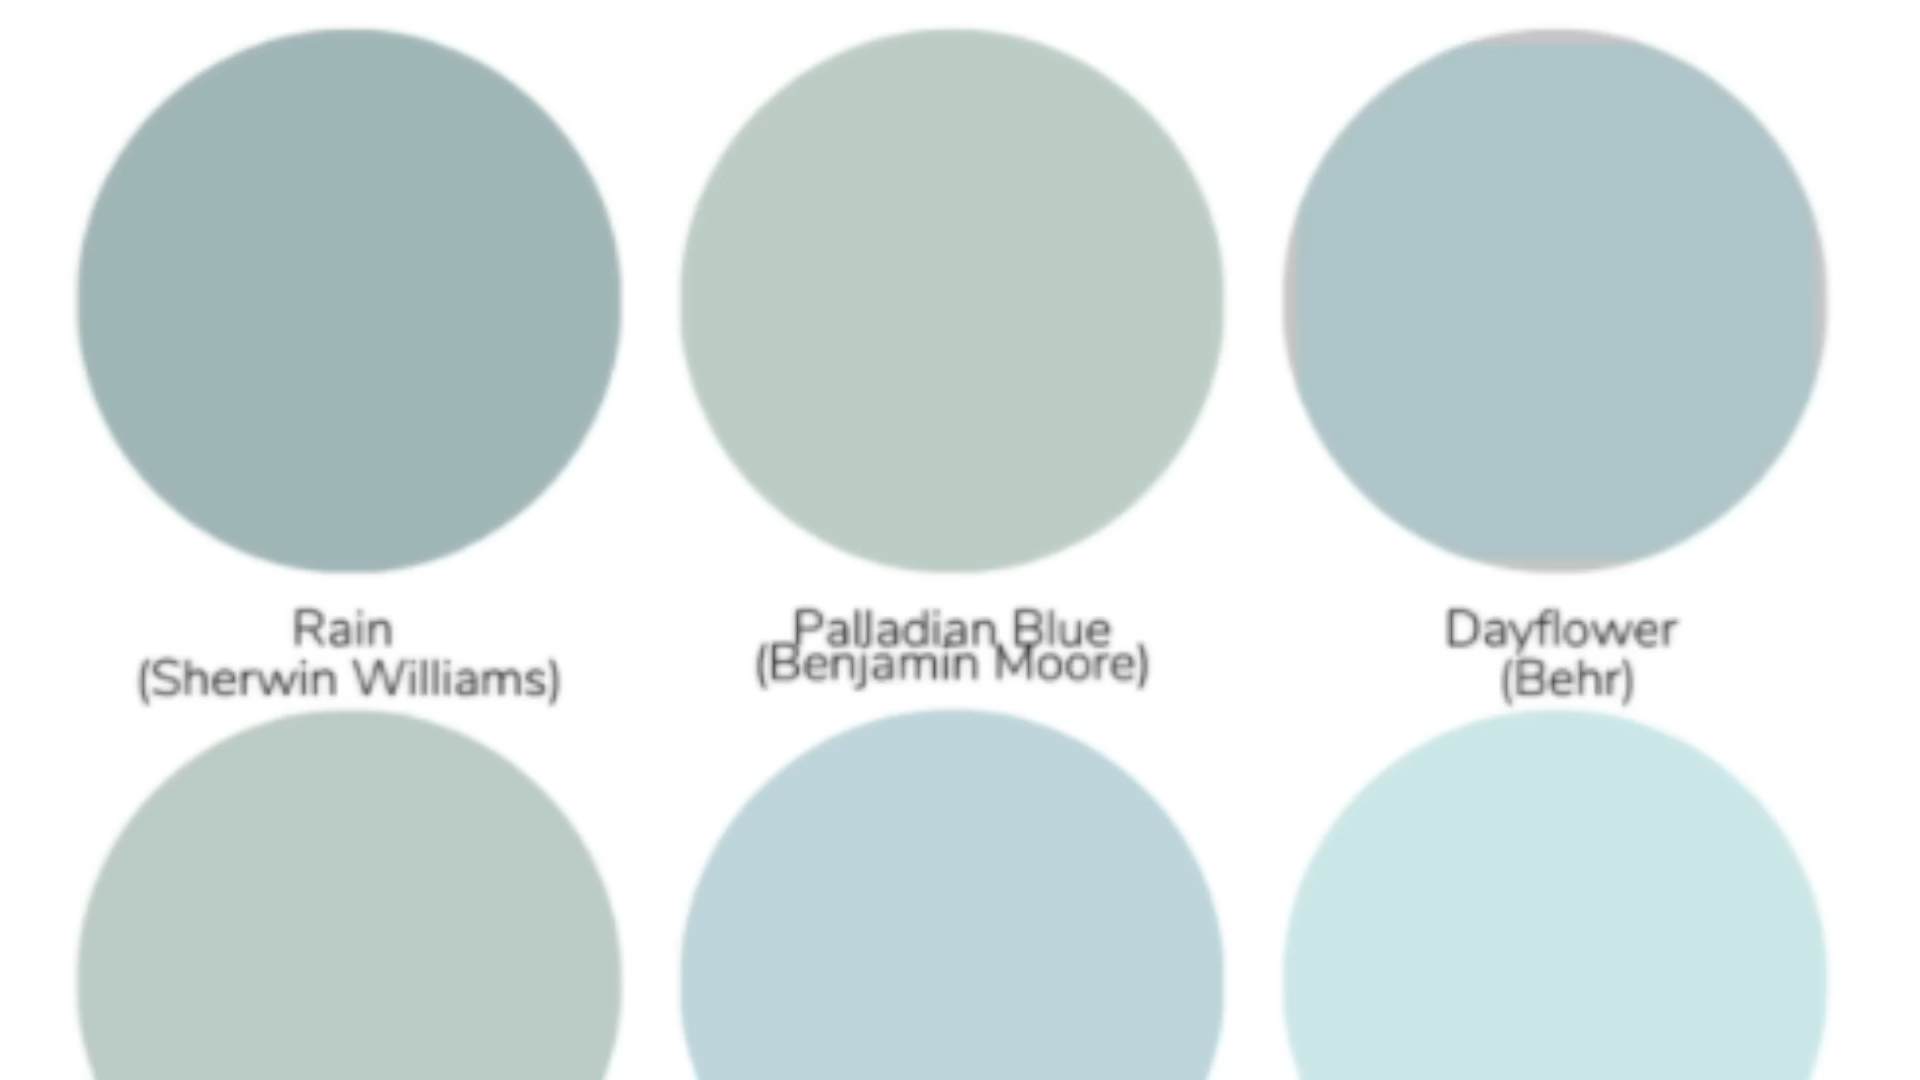 Rain
(Sherwin Williams)
Palladian Blue
(Benjamin Moore)
Dayflower
(Behr)